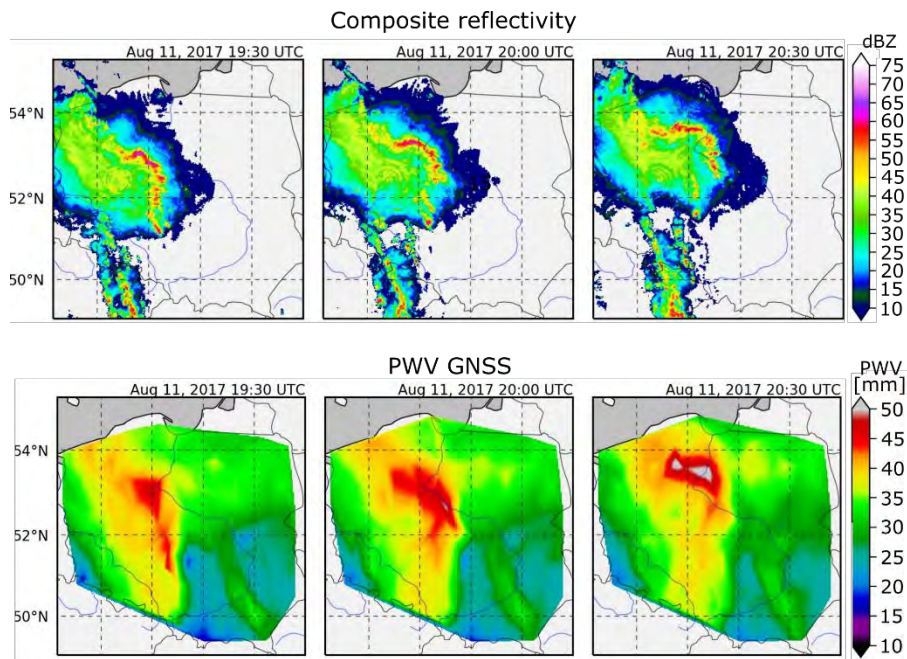 Composite reflectivity
Aug 11, 2017 19:30 UTC
Aug 11, 2017 20:00 UTC
Aug 11, 2017 20:30 UTC
dBZ
54°N
52°N
50°N
75
70
65
60
55
50
45
40
35
30
25
20
15
10
PWV GNSS
Aug 11, 2017 19:30 UTC
Aug 11, 2017 20:00 UTC
Aug 11, 2017 20:30 UTC
PWV
[mm]
54°N
52°N
50°N
50
45
40
35
30
25
20
15
10